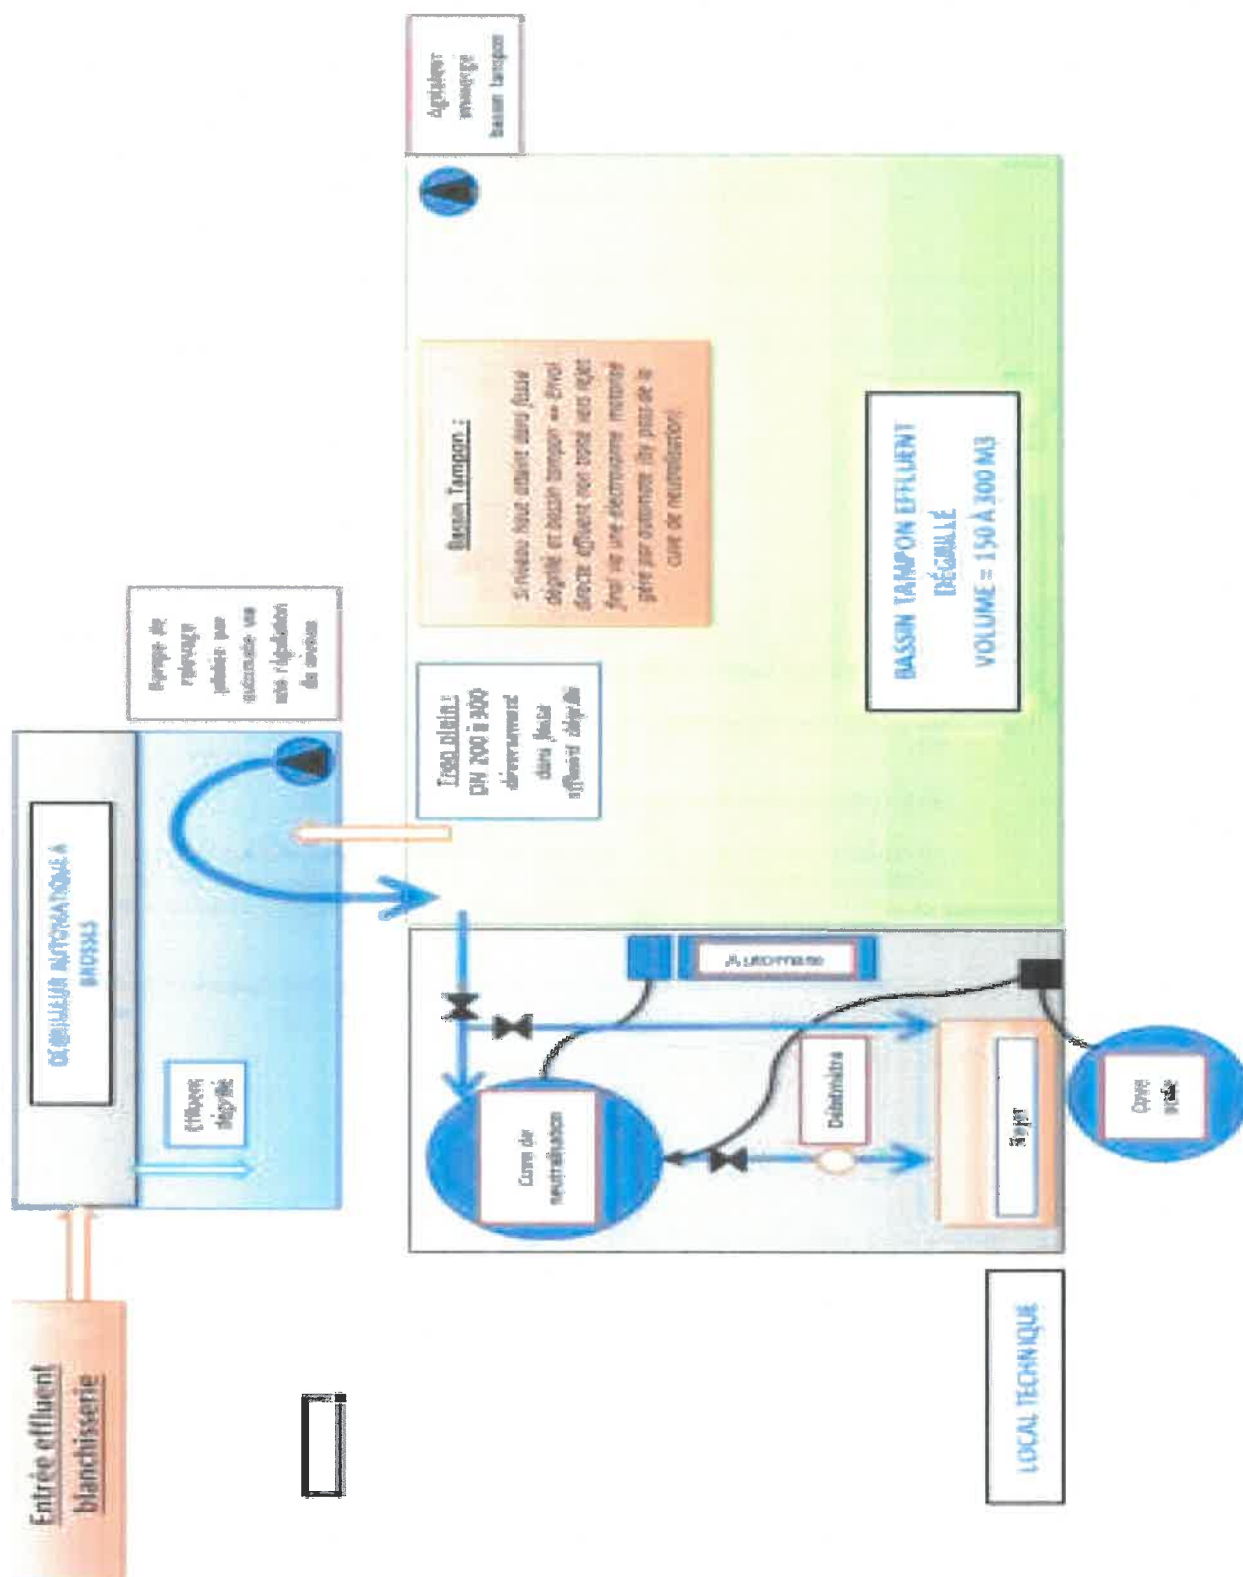 Entrée effluent
blanchisserie
DÉGRILLEUR AUTOMATIQUE À
BROSSES
Effluent
dégrillé
Pompe de
relevage
pilotée par
automate via
une régulation
de niveau
Agitateur
immergé
bassin tampon
Trop plein :
DN 200 à 300
déversement
dans fosse
effluent dégrillé
Bassin Tampon :
Si niveau haut atteint dans fosse
dégrillé et bassin tampon => Envoi
directe effluent non traité vers rejet
final via une électrovanne motorisé
géré par automate (by pass de la
cuve de neutralisation)
BASSIN TAMPON EFFLUENT
DÉGRILLÉ
VOLUME = 150 À 300 M3
Cuve de
neutralisation
Automate
Débitmètre
Rejet
Cuve
acide
LOCAL TECHNIQUE